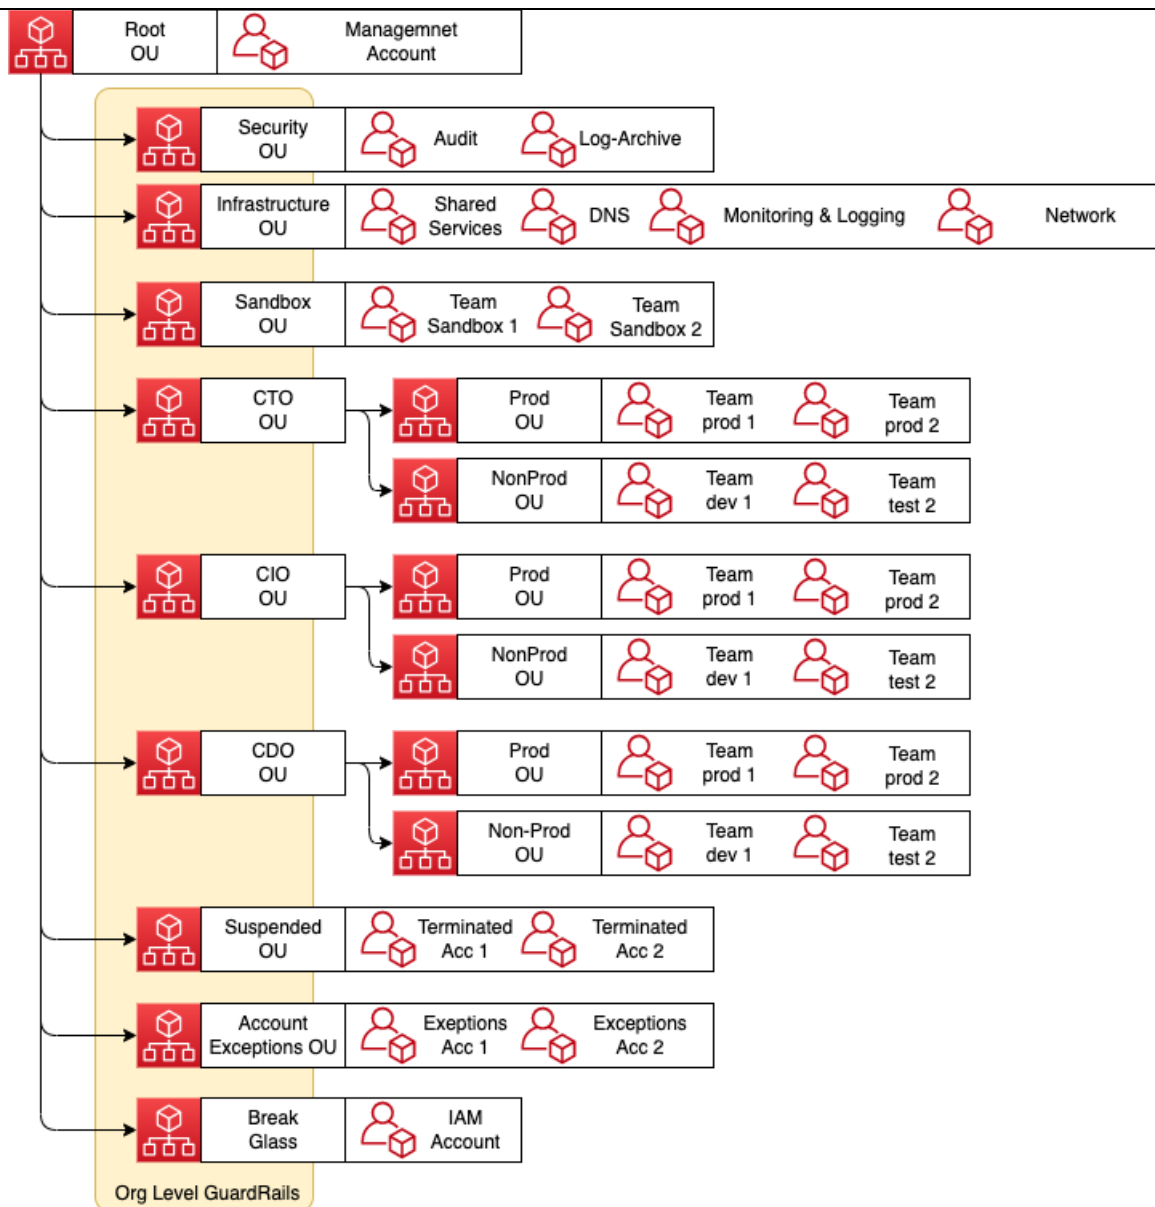 Root
OU
Managemnet
Account
Security
OU
Audit
Log-Archive
Infrastructure
OU
Shared
Services
DNS
Monitoring & Logging
Network
Sandbox
OU
Team
Sandbox 1
Team
Sandbox 2
CTO
OU
Prod
OU
Team
prod 1
Team
prod 2
NonProd
OU
Team
dev 1
Team
test 2
CIO
OU
Prod
OU
Team
prod 1
Team
prod 2
NonProd
OU
Team
dev 1
Team
test 2
CDO
OU
Prod
OU
Team
prod 1
Team
prod 2
Non-Prod
OU
Team
dev 1
Team
test 2
Suspended
OU
Terminated
Acc 1
Terminated
Acc 2
Account
Exceptions OU
Exeptions
Acc 1
Exceptions
Acc 2
Break
Glass
IAM
Account
Org Level GuardRails